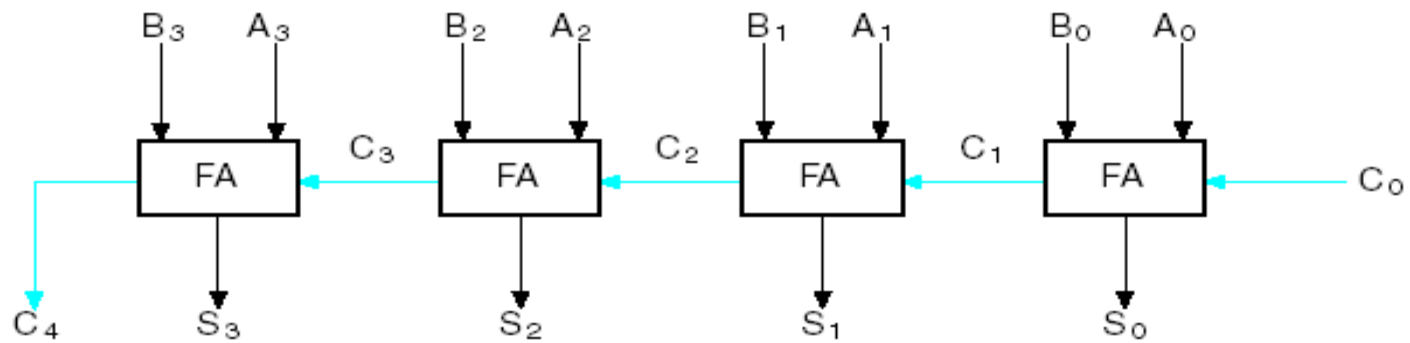 B₃ A₃ B₂ A₂ B₁ A₁ B₀ A₀
C₃ C₂ C₁
FA FA FA FA C₀
C₄ S₃ S₂ S₁ S₀